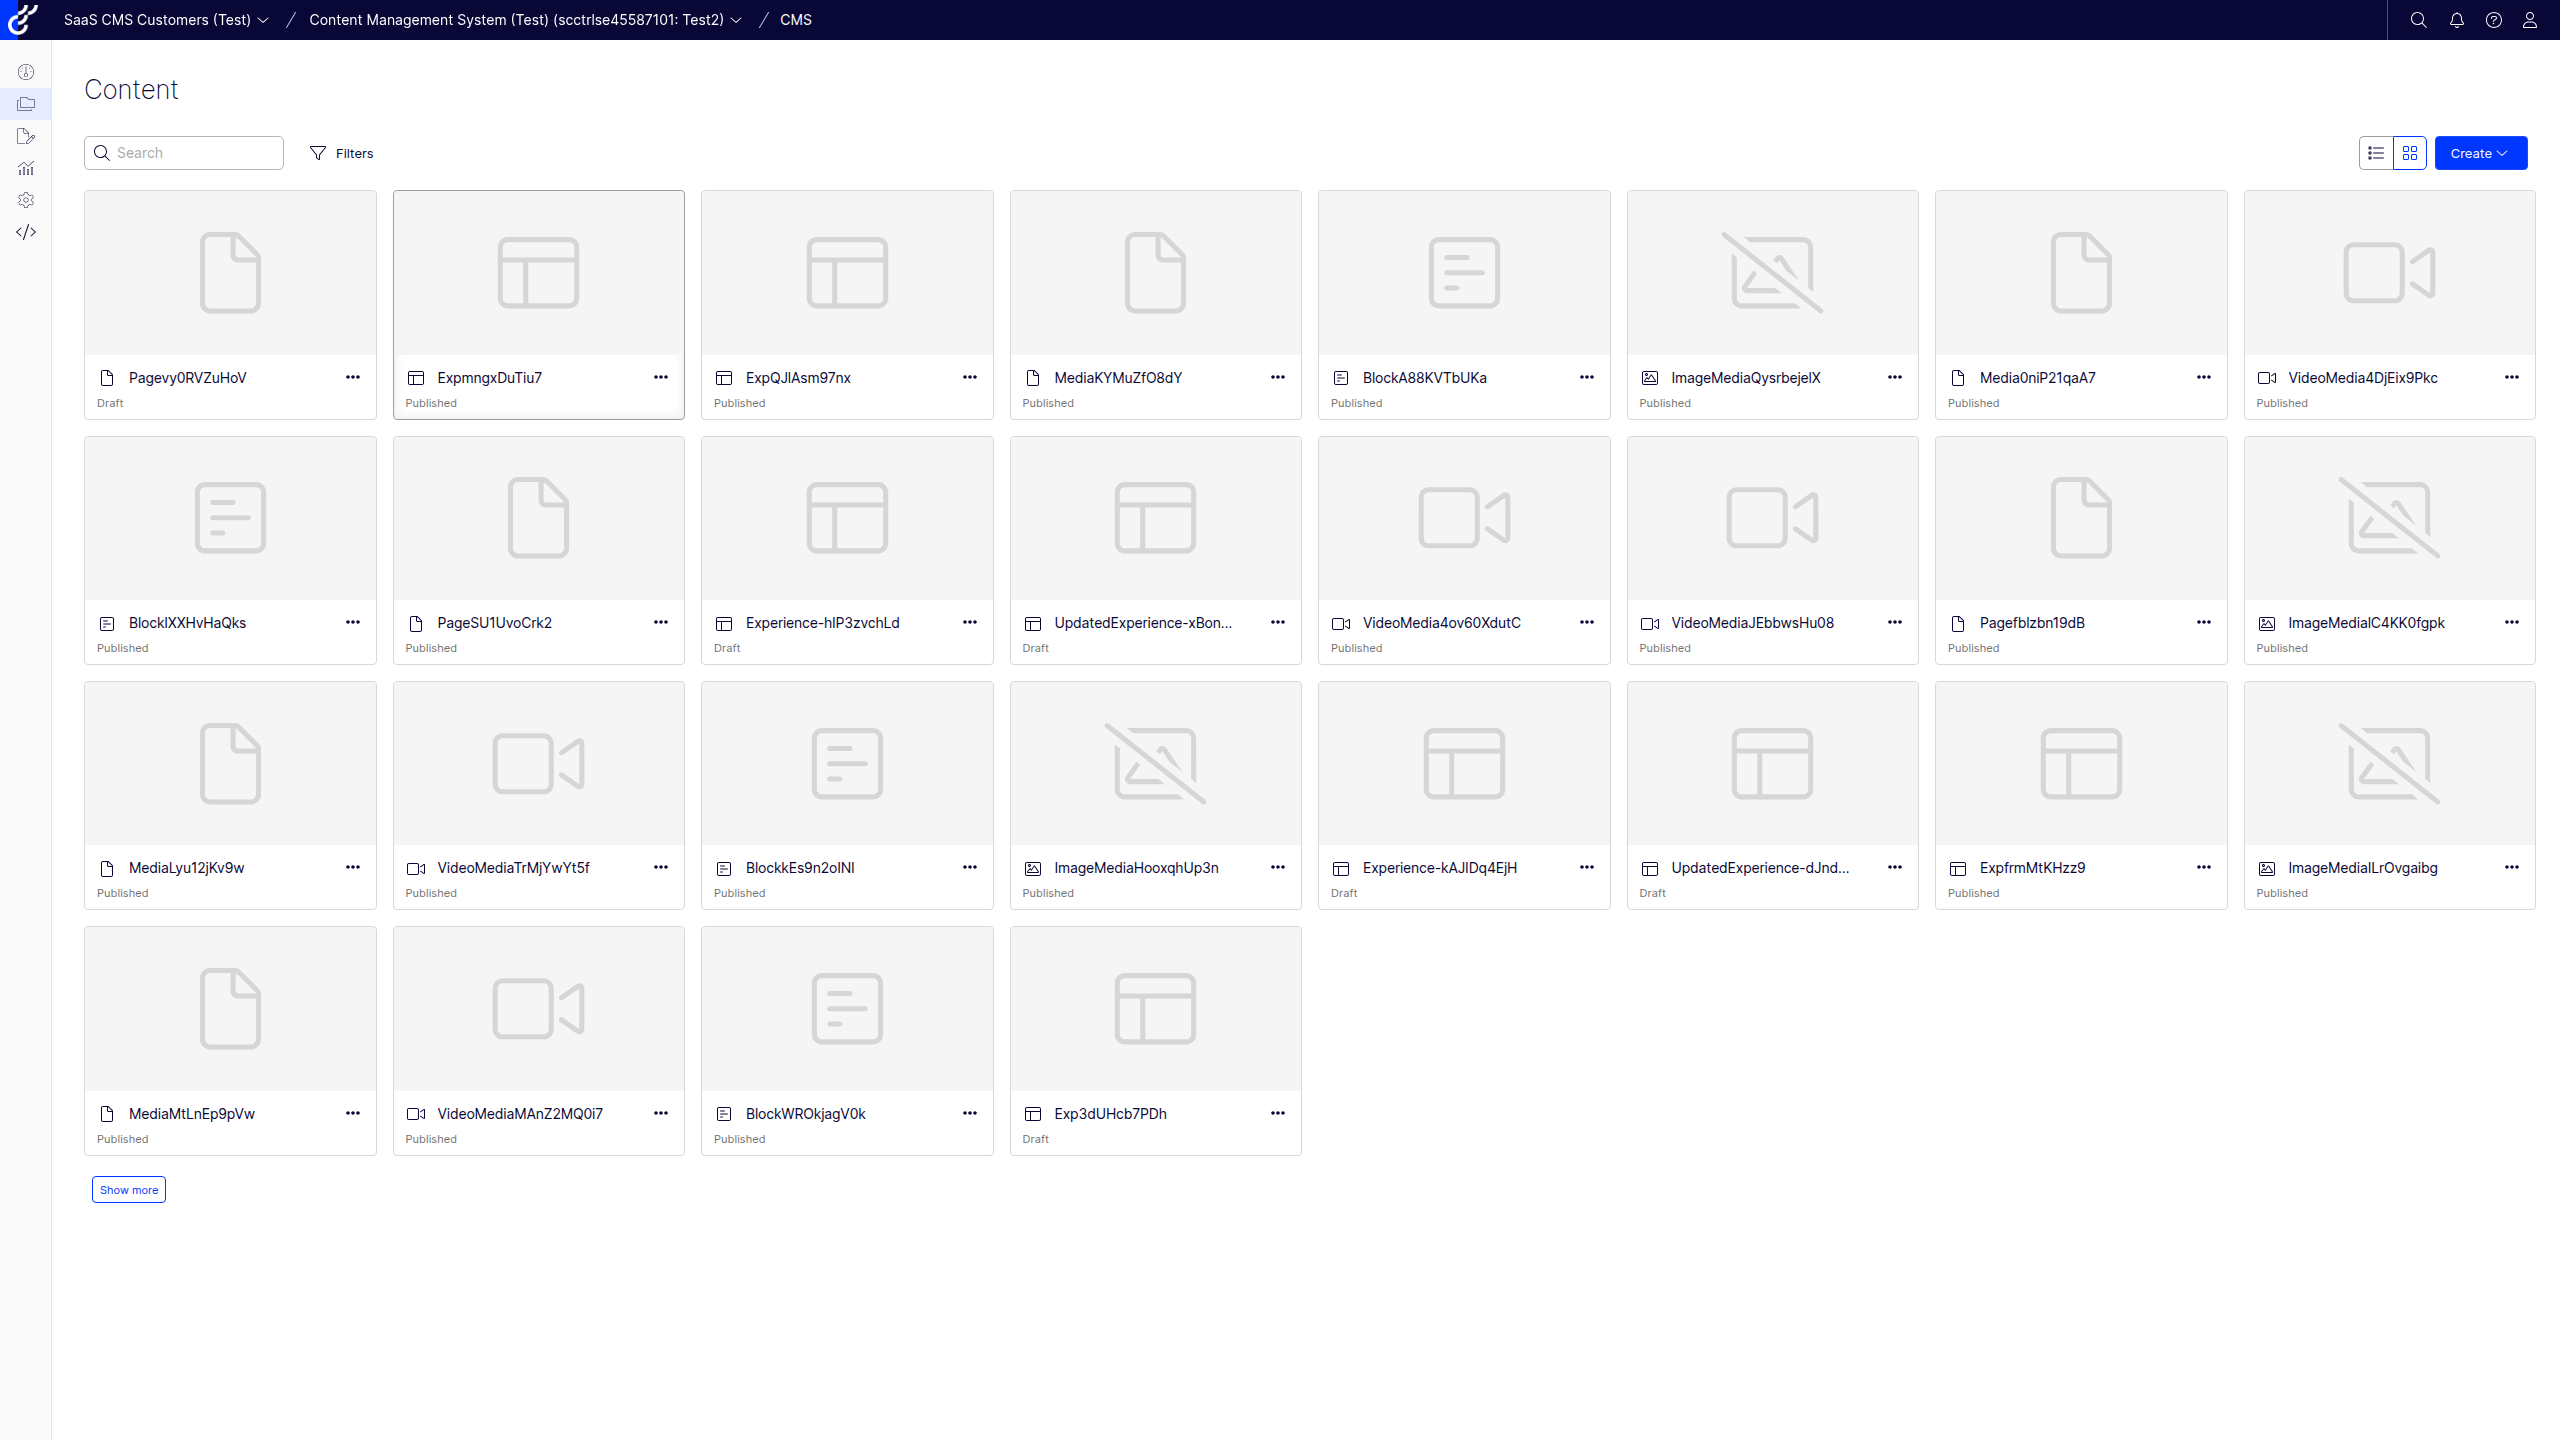 SaaS CMS Customers (Test) / Content Management System (Test) (scctrlse45587101: Test2) / CMS
Content
Search
Filters
Create
Pagevy0RVZuHoV ExpmngxDuTiu7 ExpQJIAsm97nx MediaKYMuZfO8dY BlockA88KVTbUKa ImageMediaQysrbejelX Media0niP21qaA7 VideoMedia4DjEix9Pkc
Draft Published Published Published Published Published Published Published
BlockIXXHvHaQks PageSU1UvoCrk2 Experience-hIP3zvchLd UpdatedExperience-xBon... VideoMedia4ov60XdutC VideoMediaJEbbwsHu08 Pagefblzbn19dB ImageMediaIC4KK0fgpk
Published Published Draft Draft Published Published Published Published
MediaLyu12jKv9w VideoMediaTrMjYwYt5f BlockkEs9n2oINI ImageMediaHooxqhUp3n Experience-kAJIDq4EjH UpdatedExperience-dJnd... ExpfrmMtKHzz9 ImageMediaILrOvgaibg
Published Published Published Published Draft Draft Published Published
MediaMtLnEp9pVw VideoMediaMAnZ2MQ0i7 BlockWROkjagV0k Exp3dUHcb7PDh
Published Published Published Draft
Show more